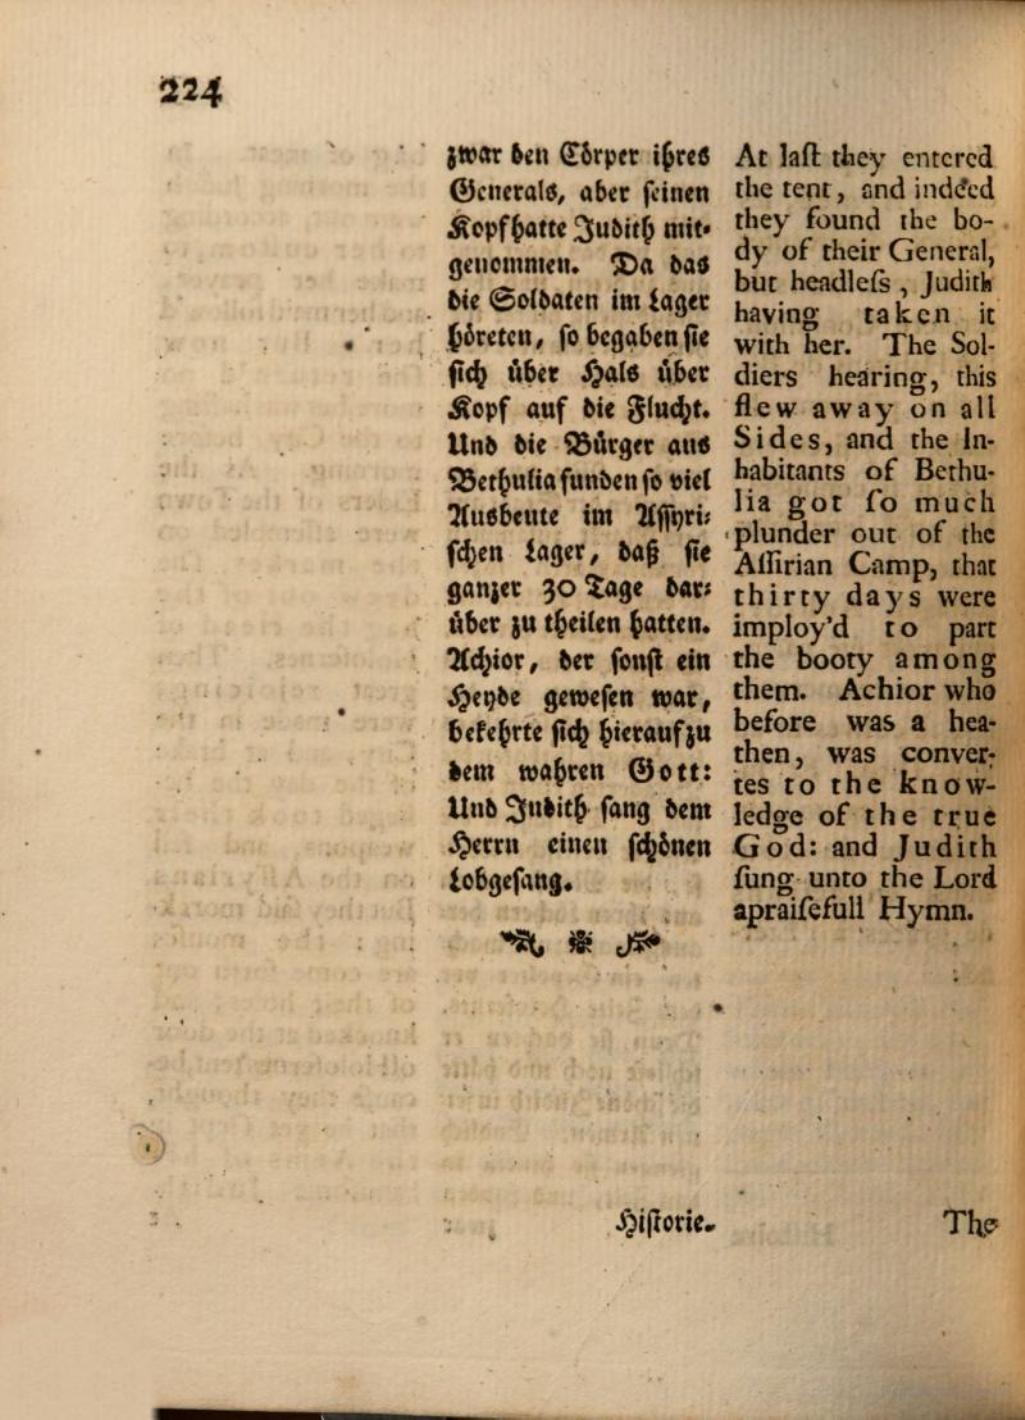 224
zwar den Cörper ihres
Generals, aber ſeinen
Kopf hatte Judith mit-
genommen. Da das
die Soldaten im Lager
höreten, ſo begaben ſie
ſich über Hals über
Kopf auf die Flucht.
Und die Bürger aus
Bethulia funden ſo viel
Ausbeute im Aſſyri-
ſchen Lager, daß ſie
ganzer 30 Tage dar-
über zu theilen hatten.
Achior, der ſonſt ein
Heyde geweſen war,
bekehrte ſich hierauf zu
dem wahren Gott:
Und Judith ſang dem
Herrn einen ſchönen
Lobgeſang.
At laſt they entered
the tent, and indeed
they found the bo-
dy of their General,
but headleſs, Judith
having taken it
with her. The Sol-
diers hearing, this
flew away on all
Sides, and the In-
habitants of Bethu-
lia got ſo much
plunder out of the
Aſſirian Camp, that
thirty days were
imploy'd to part
the booty among
them. Achior who
before was a hea-
then, was conver-
tes to the know-
ledge of the true
God: and Judith
ſung unto the Lord
apraiſefull Hymn.
Hiſtorie.
The